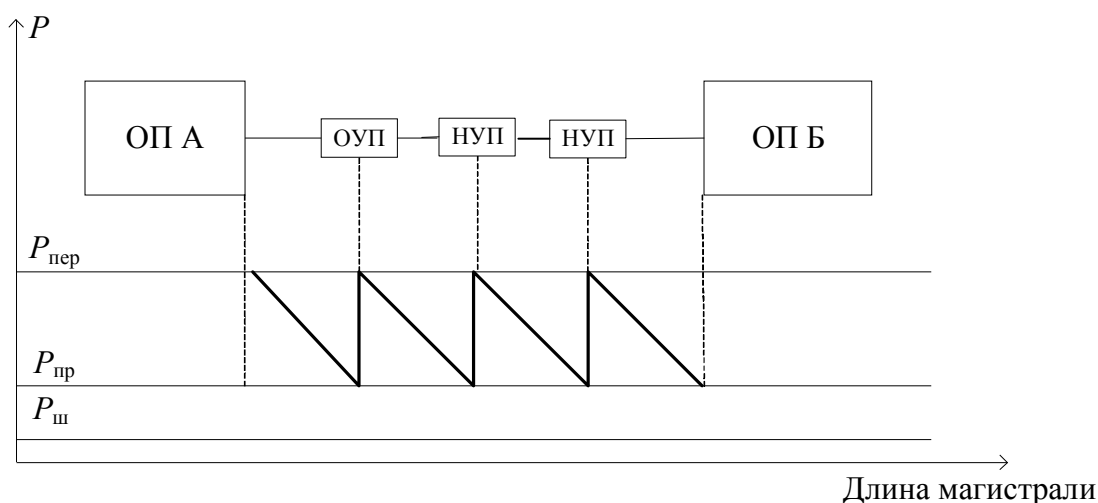 P
ОП А
ОУП
НУП
НУП
ОП Б
Pпер
Pпр
Pш
Длина магистрали